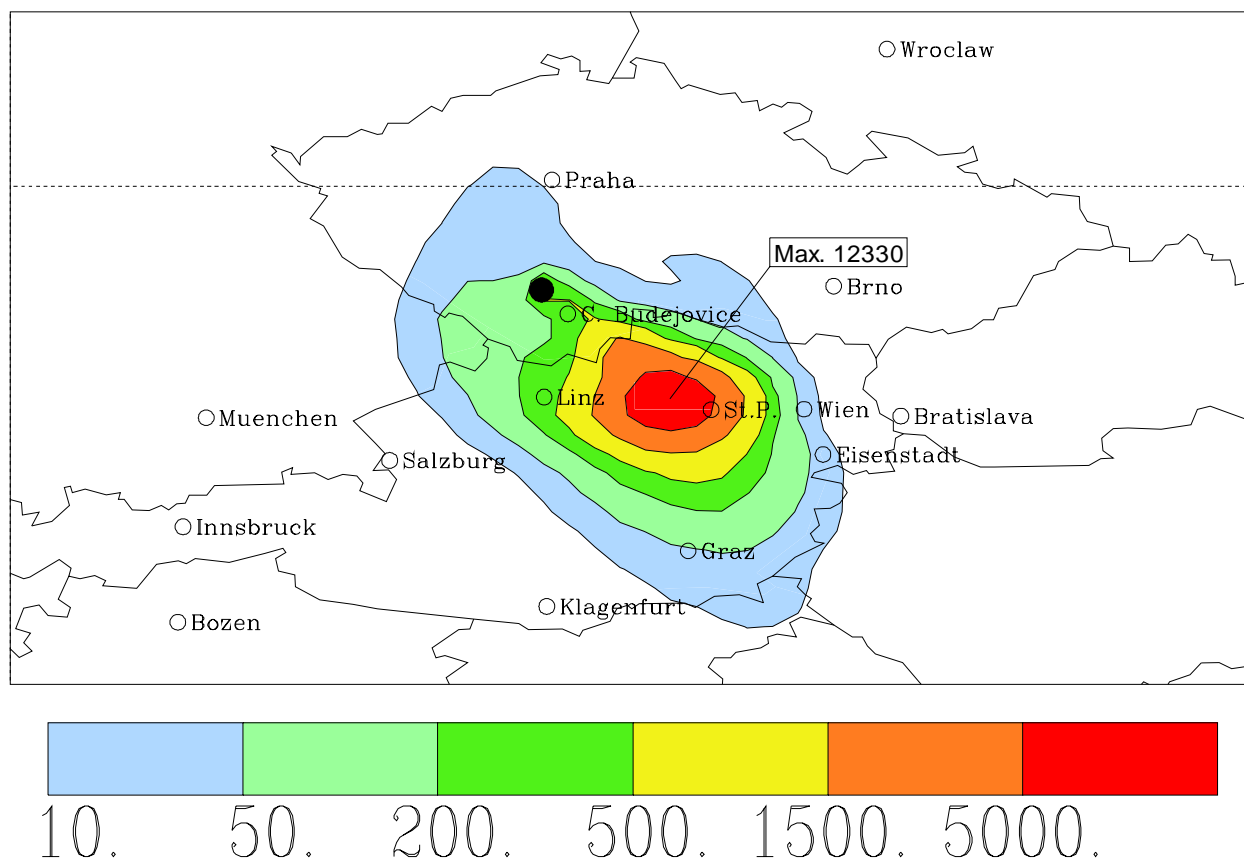 Wroclaw
Praha
Max. 12330
Brno
C. Budejovice
Linz
St.P.
Wien
Bratislava
Muenchen
Salzburg
Eisenstadt
Innsbruck
Graz
Klagenfurt
Bozen
10. 50. 200. 500. 1500. 5000.